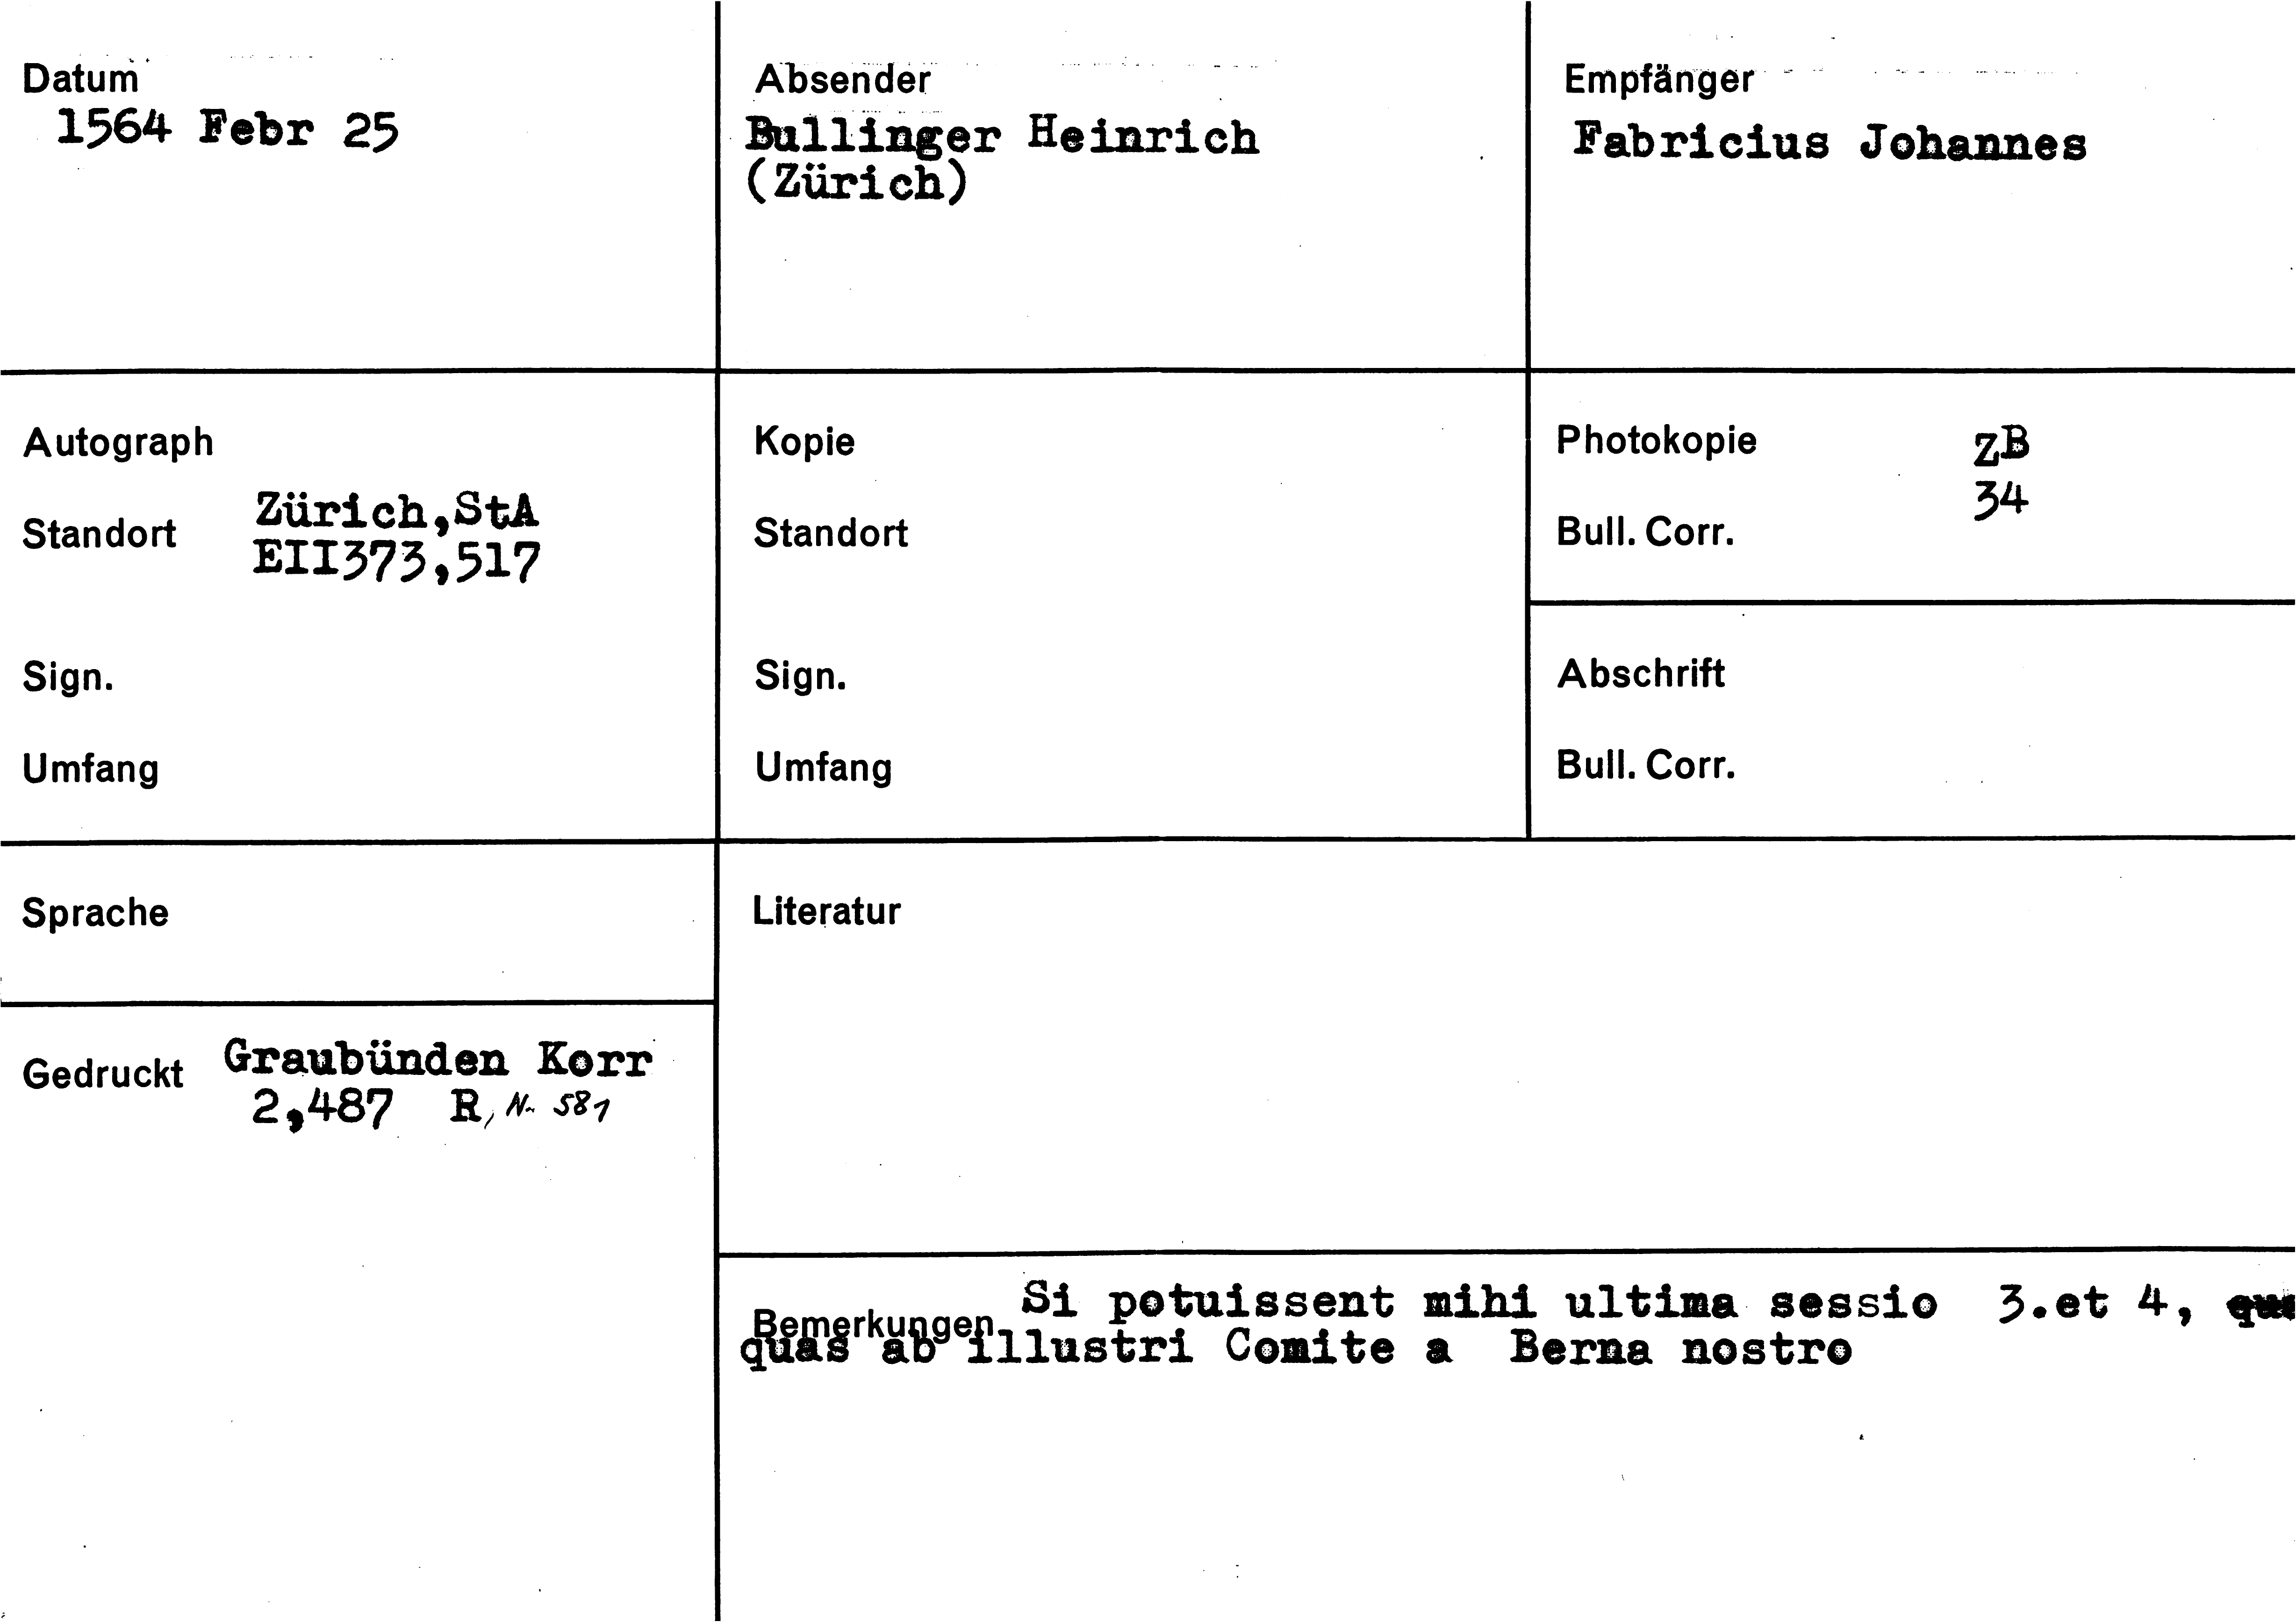 Datum
1564 Febr 25
Absender
Bullinger Heinrich
(Zürich)
Empfänger
Fabricius Johannes
Autograph
Standort Zürich,StA
EII373,517
Sign.
Umfang
Kopie
Standort
Sign.
Umfang
Photokopie ZB
Bull. Corr. 34
Abschrift
Bull. Corr.
Sprache
Gedruckt Graubünden Korr
2,487 R, Nr 581
Literatur
Bemerkungen Si potuissent mihi ultima sessio 3.et 4,
quas ab illustri Comite a Berna nostro